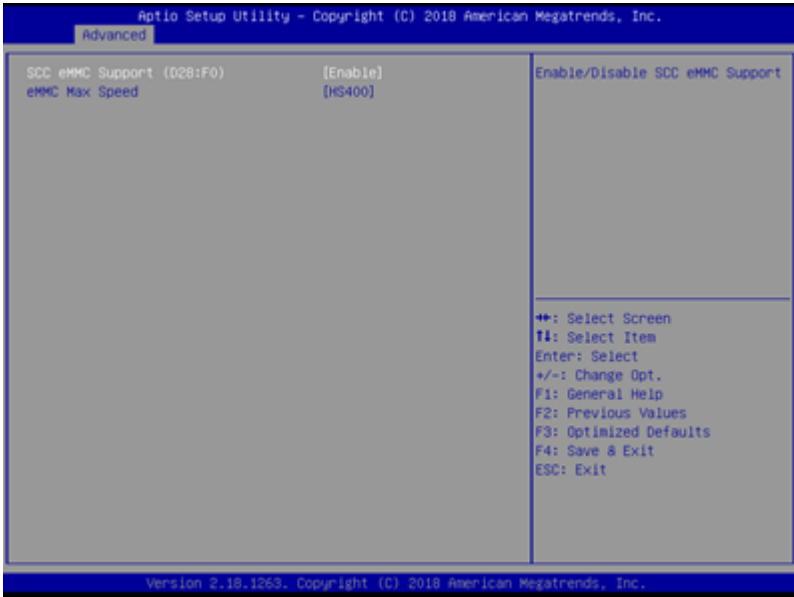 Aptio Setup Utility – Copyright (C) 2018 American Megatrends, Inc.
Advanced
SCC eMMC Support (D28:F0) [Enable]
eMMC Max Speed [HS400]
Enable/Disable SCC eMMC Support
→←: Select Screen
↑↓: Select Item
Enter: Select
+/-: Change Opt.
F1: General Help
F2: Previous Values
F3: Optimized Defaults
F4: Save & Exit
ESC: Exit
Version 2.18.1263. Copyright (C) 2018 American Megatrends, Inc.